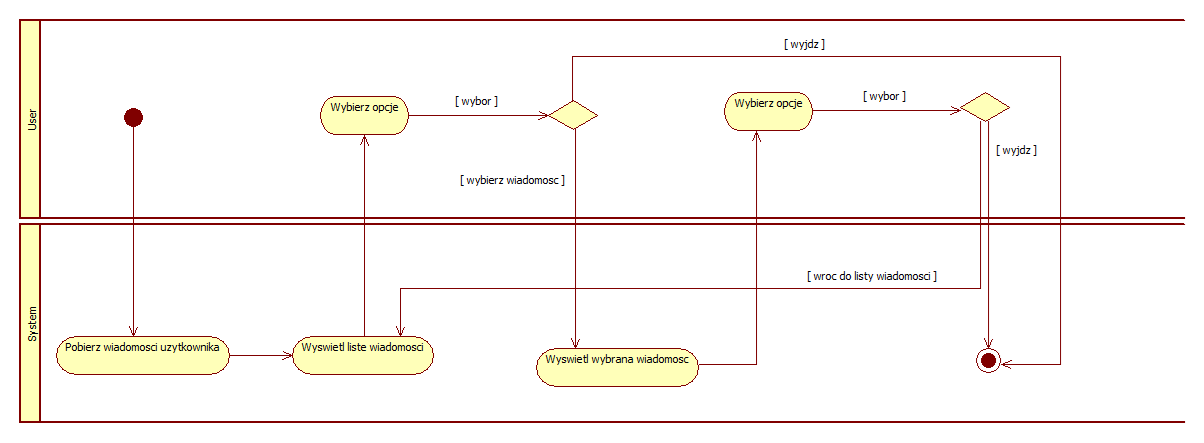 User
[ wyjdz ]
Wybierz opcje
[ wybor ]
Wybierz opcje
[ wybor ]
[ wyjdz ]
[ wybierz wiadomosc ]
System
[ wroc do listy wiadomosci ]
Pobierz wiadomosci uzytkownika
Wyswietl liste wiadomosci
Wyswietl wybrana wiadomosc